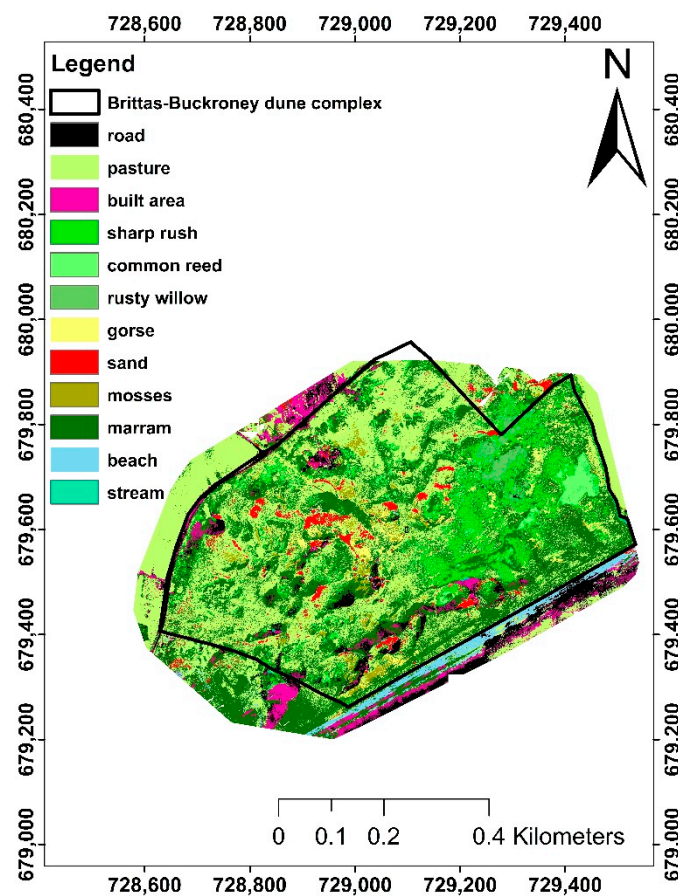 728,600 728,800 729,000 729,200 729,400
Legend
N
Brittas-Buckroney dune complex
road
pasture
built area
sharp rush
common reed
rusty willow
gorse
sand
mosses
marram
beach
stream
680,400
680,200
680,000
679,800
679,600
679,400
679,200
679,000
680,400
680,200
680,000
679,800
679,600
679,400
679,200
679,000
0 0.1 0.2 0.4 Kilometers
728,600 728,800 729,000 729,200 729,400